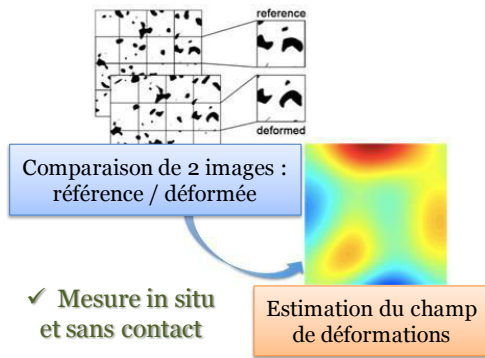 reference
deformed
Comparaison de 2 images :
référence / déformée
✓ Mesure in situ
et sans contact
Estimation du champ
de déformations